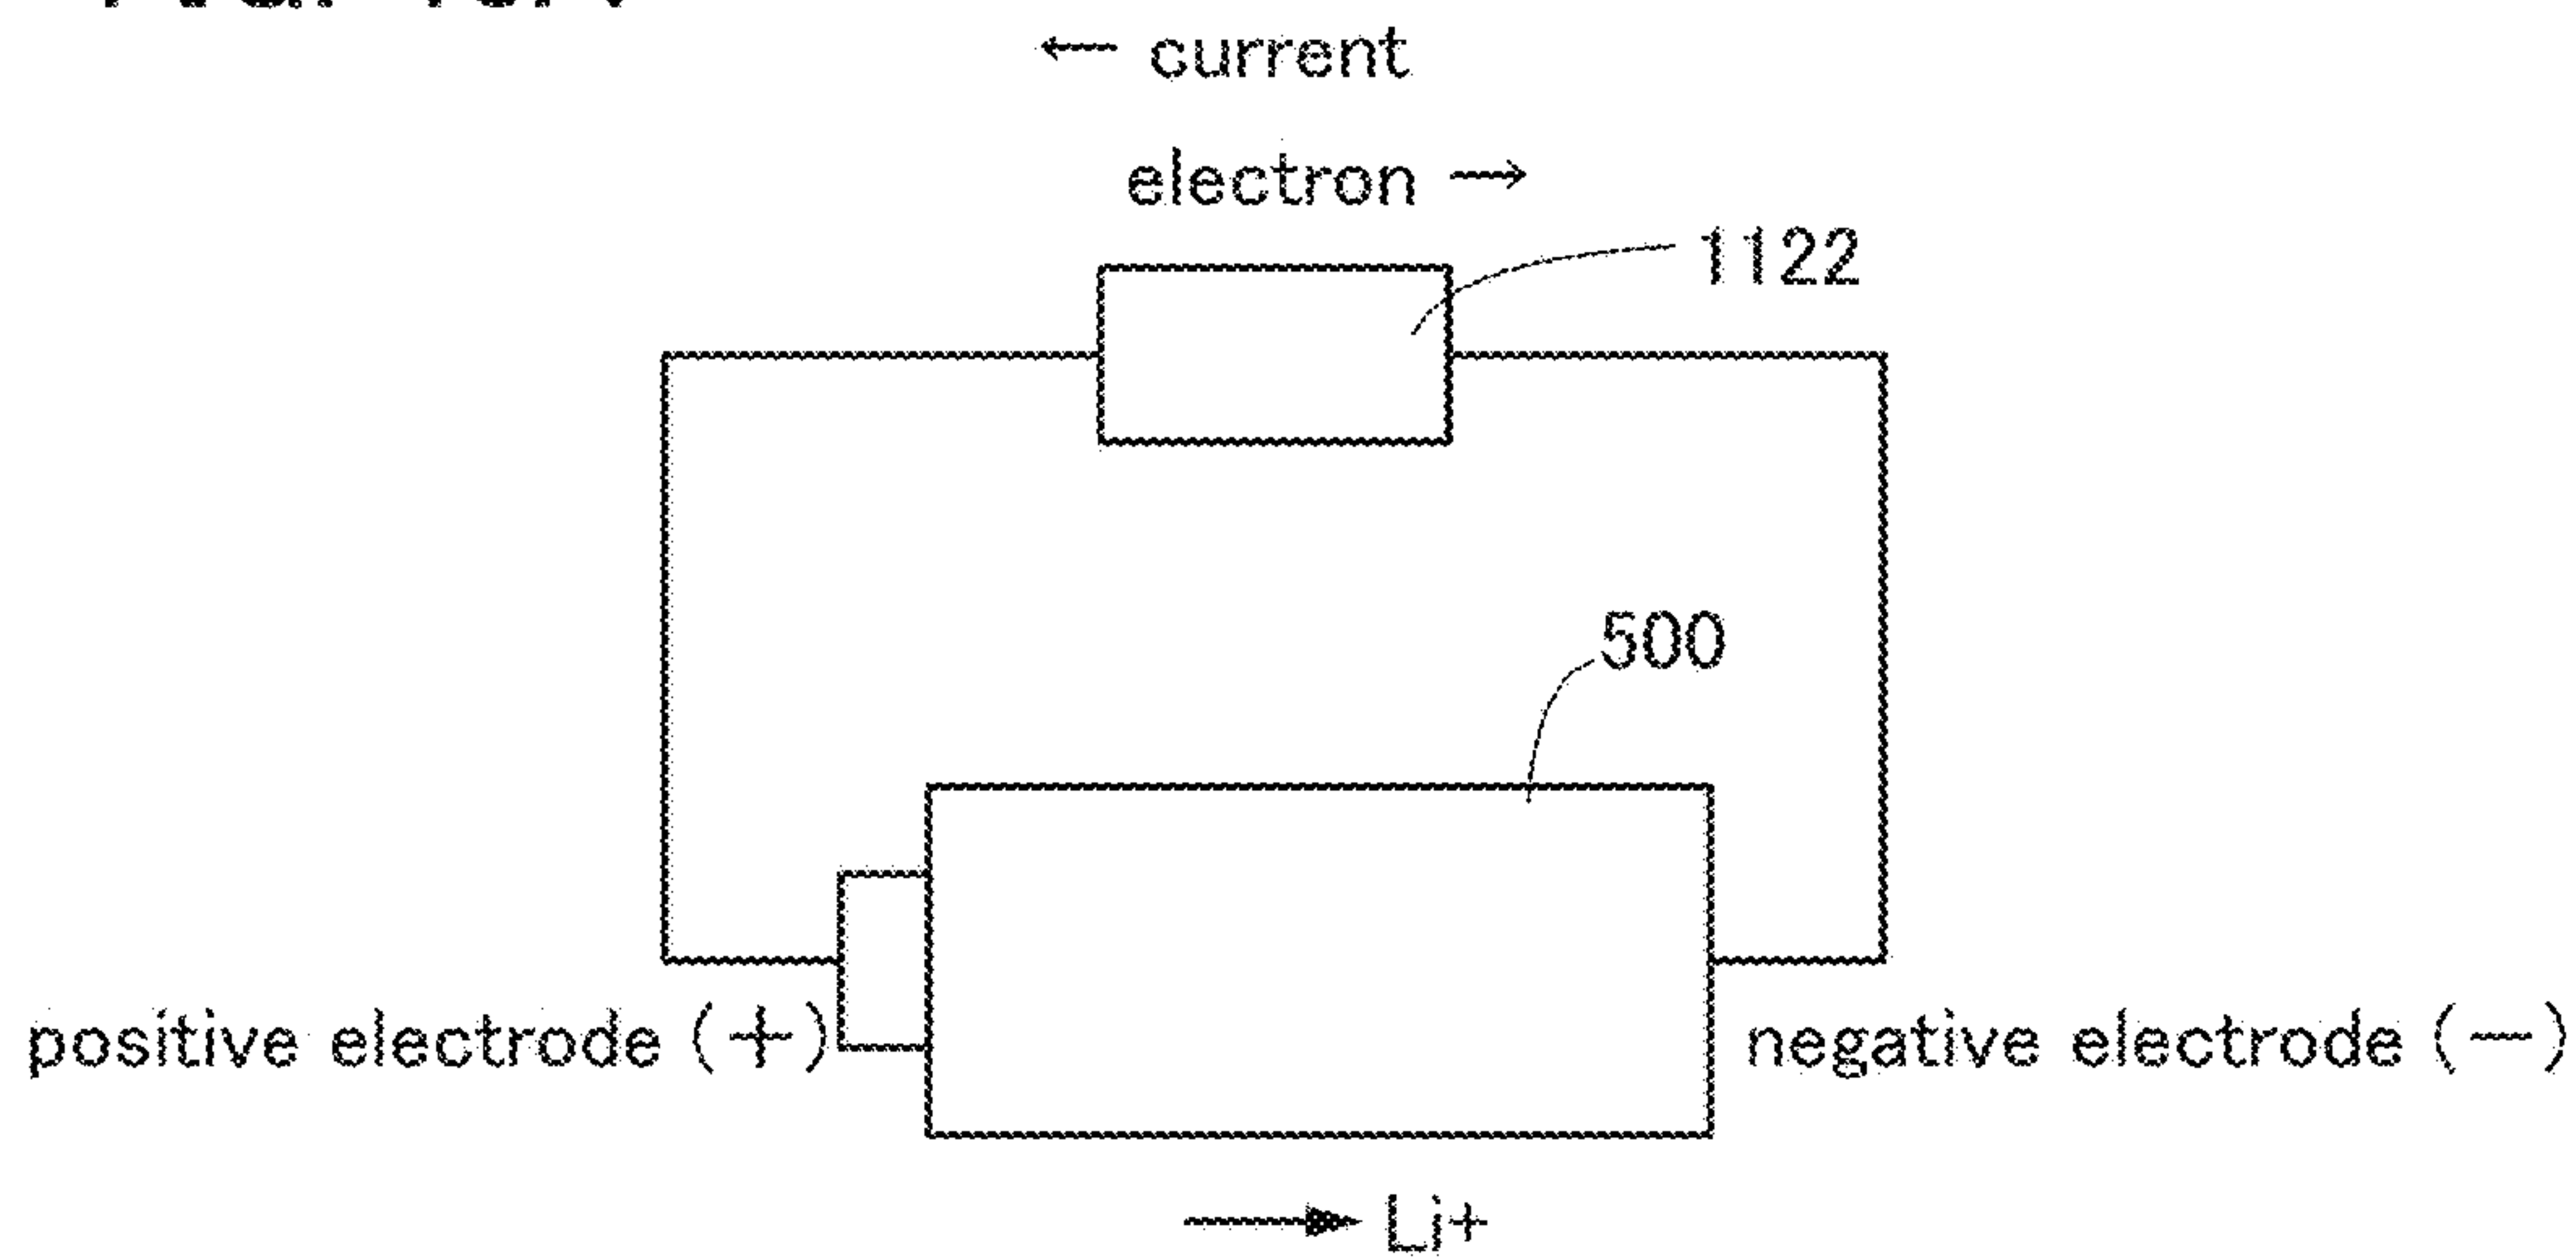 ← current
electron →
1122
500
positive electrode (+)
negative electrode (−)
Li+